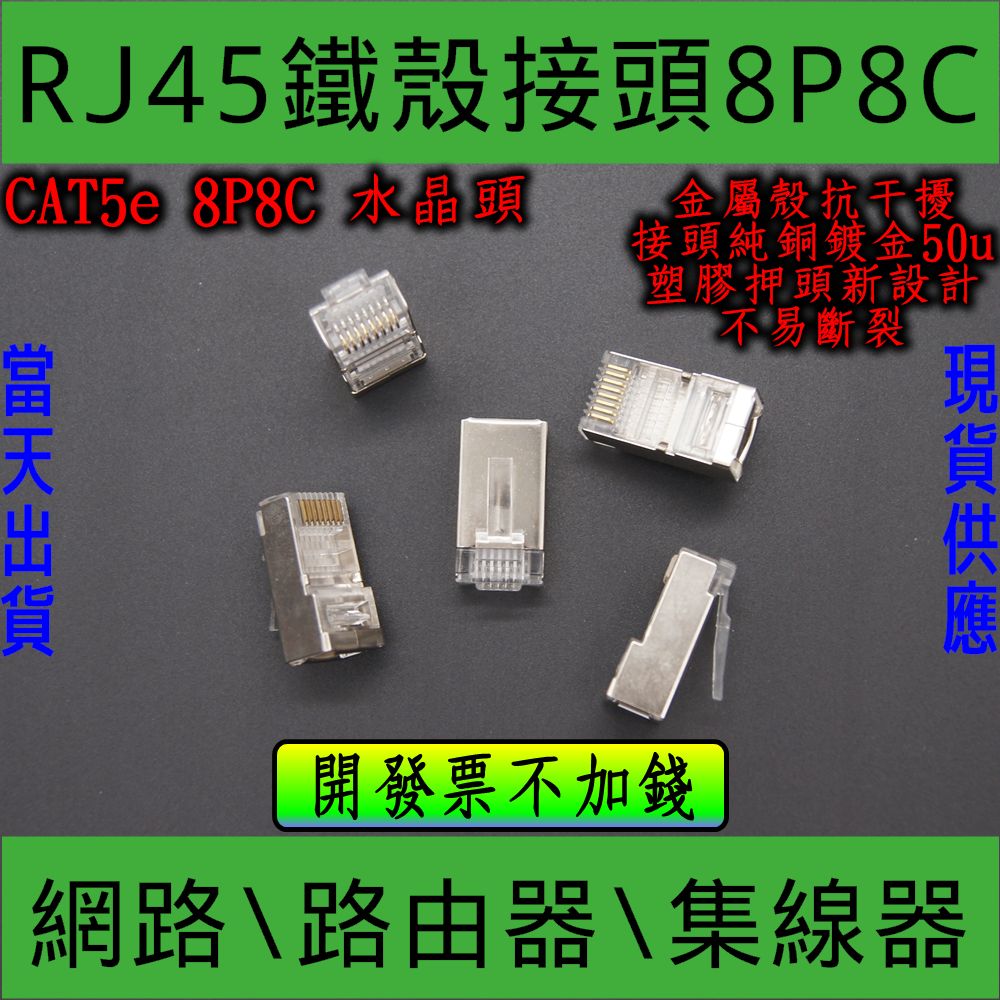 RJ45鐵殼接頭8P8C
CAT5e 8P8C 水晶頭
金屬殼抗干擾
接頭純銅鍍金50u
塑膠押頭新設計
不易斷裂
當天出貨
現貨供應
開發票不加錢
網路\路由器\集線器